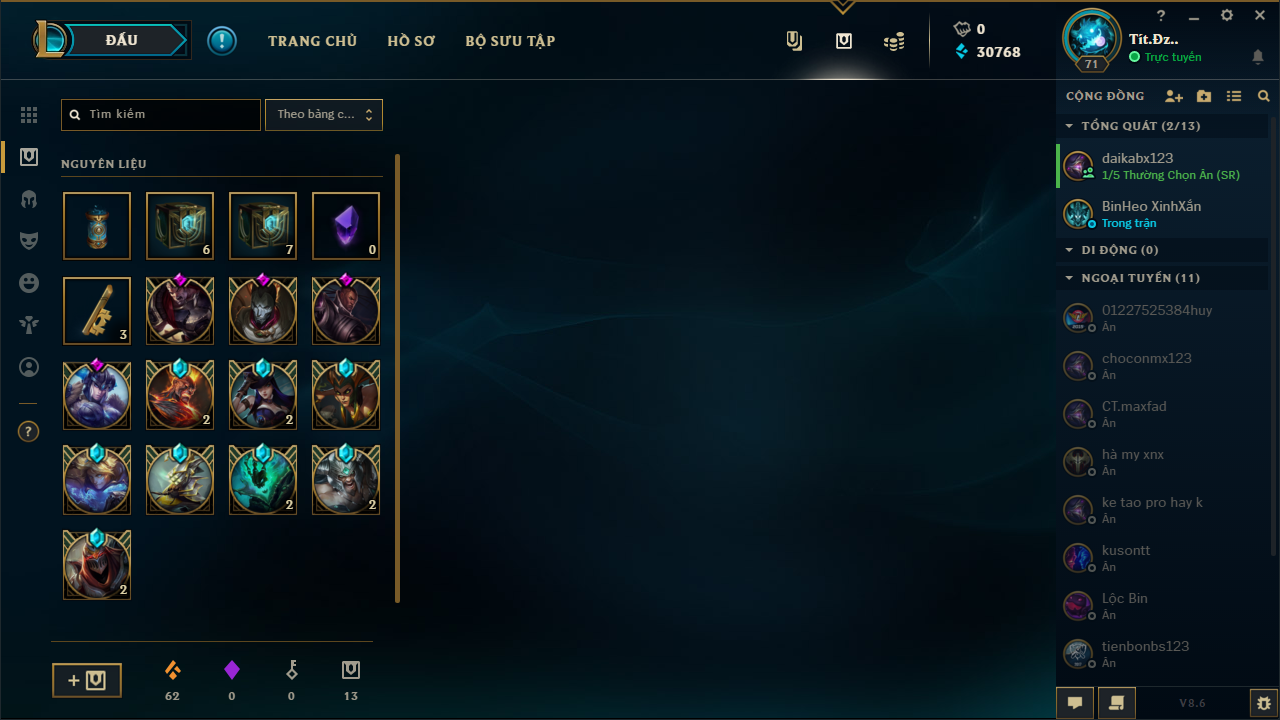 ĐẤU
TRANG CHỦ
HỒ SƠ
BỘ SƯU TẬP
0
30768
71
Tít.Đz..
Trực tuyến
Tìm kiếm
Theo bảng c...
NGUYÊN LIỆU
6
7
0
3
2
2
2
2
2
62
0
0
13
CỘNG ĐỒNG
TỔNG QUÁT (2/13)
daikabx123
1/5 Thường Chọn Ẩn (SR)
BinHeo XinhXắn
Trong trận
DI ĐỘNG (0)
NGOẠI TUYẾN (11)
01227525384huy
Ẩn
choconmx123
Ẩn
CT.maxfad
Ẩn
hà my xnx
Ẩn
ke tao pro hay k
Ẩn
kusontt
Ẩn
Lộc Bin
Ẩn
tienbonbs123
Ẩn
V8.6